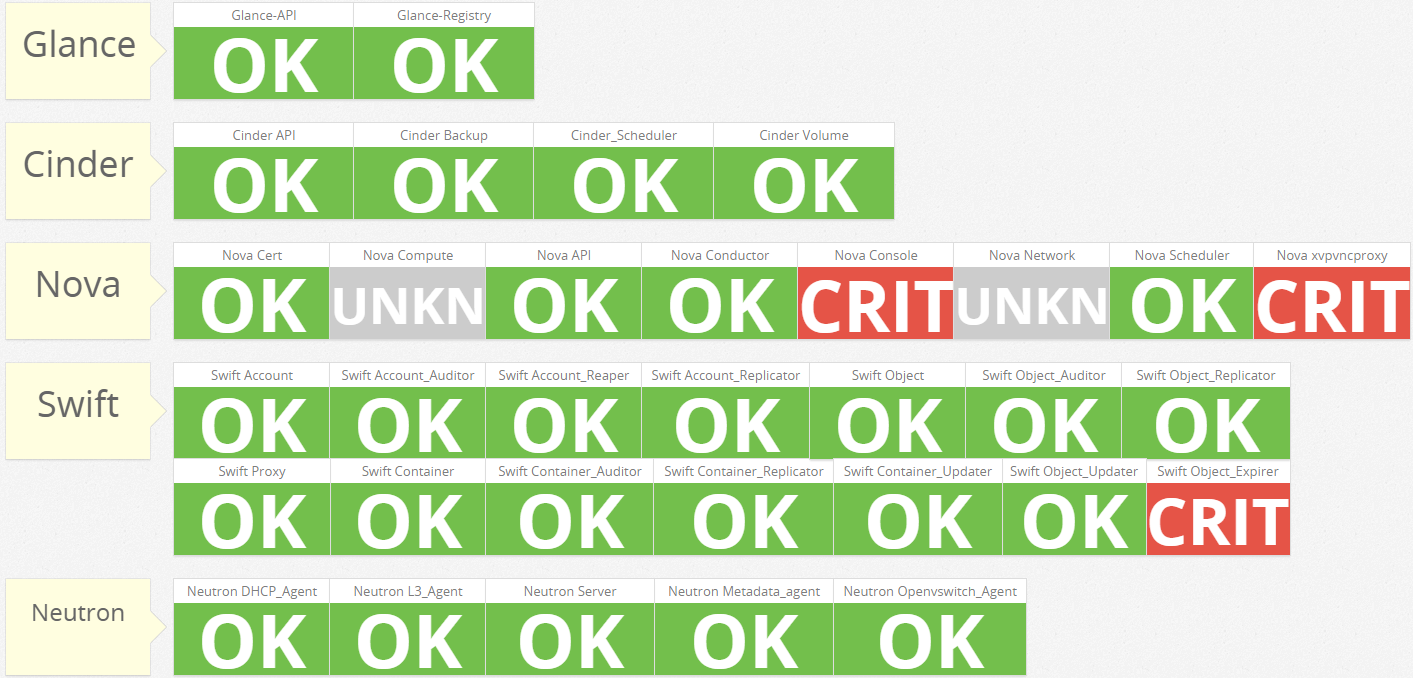 Glance
Glance-API Glance-Registry
OK OK
Cinder
Cinder API Cinder Backup Cinder_Scheduler Cinder Volume
OK OK OK OK
Nova
Nova Cert Nova Compute Nova API Nova Conductor Nova Console Nova Network Nova Scheduler Nova xvpvncproxy
OK UNKN OK OK CRIT UNKN OK CRIT
Swift
Swift Account Swift Account_Auditor Swift Account_Reaper Swift Account_Replicator Swift Object Swift Object_Auditor Swift Object_Replicator
OK OK OK OK OK OK OK
Swift Proxy Swift Container Swift Container_Auditor Swift Container_Replicator Swift Container_Updater Swift Object_Updater Swift Object_Expirer
OK OK OK OK OK OK CRIT
Neutron
Neutron DHCP_Agent Neutron L3_Agent Neutron Server Neutron Metadata_agent Neutron Openvswitch_Agent
OK OK OK OK OK